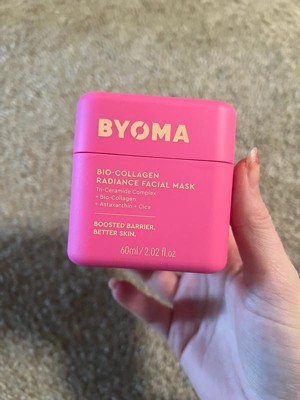 BYOMA
BIO-COLLAGEN
RADIANCE FACIAL MASK
Tri-Ceramide Complex
+ Bio-Collagen
+ Astaxanthin + Cica
BOOSTED BARRIER.
BETTER SKIN.
60ml/2.02 fl.oz